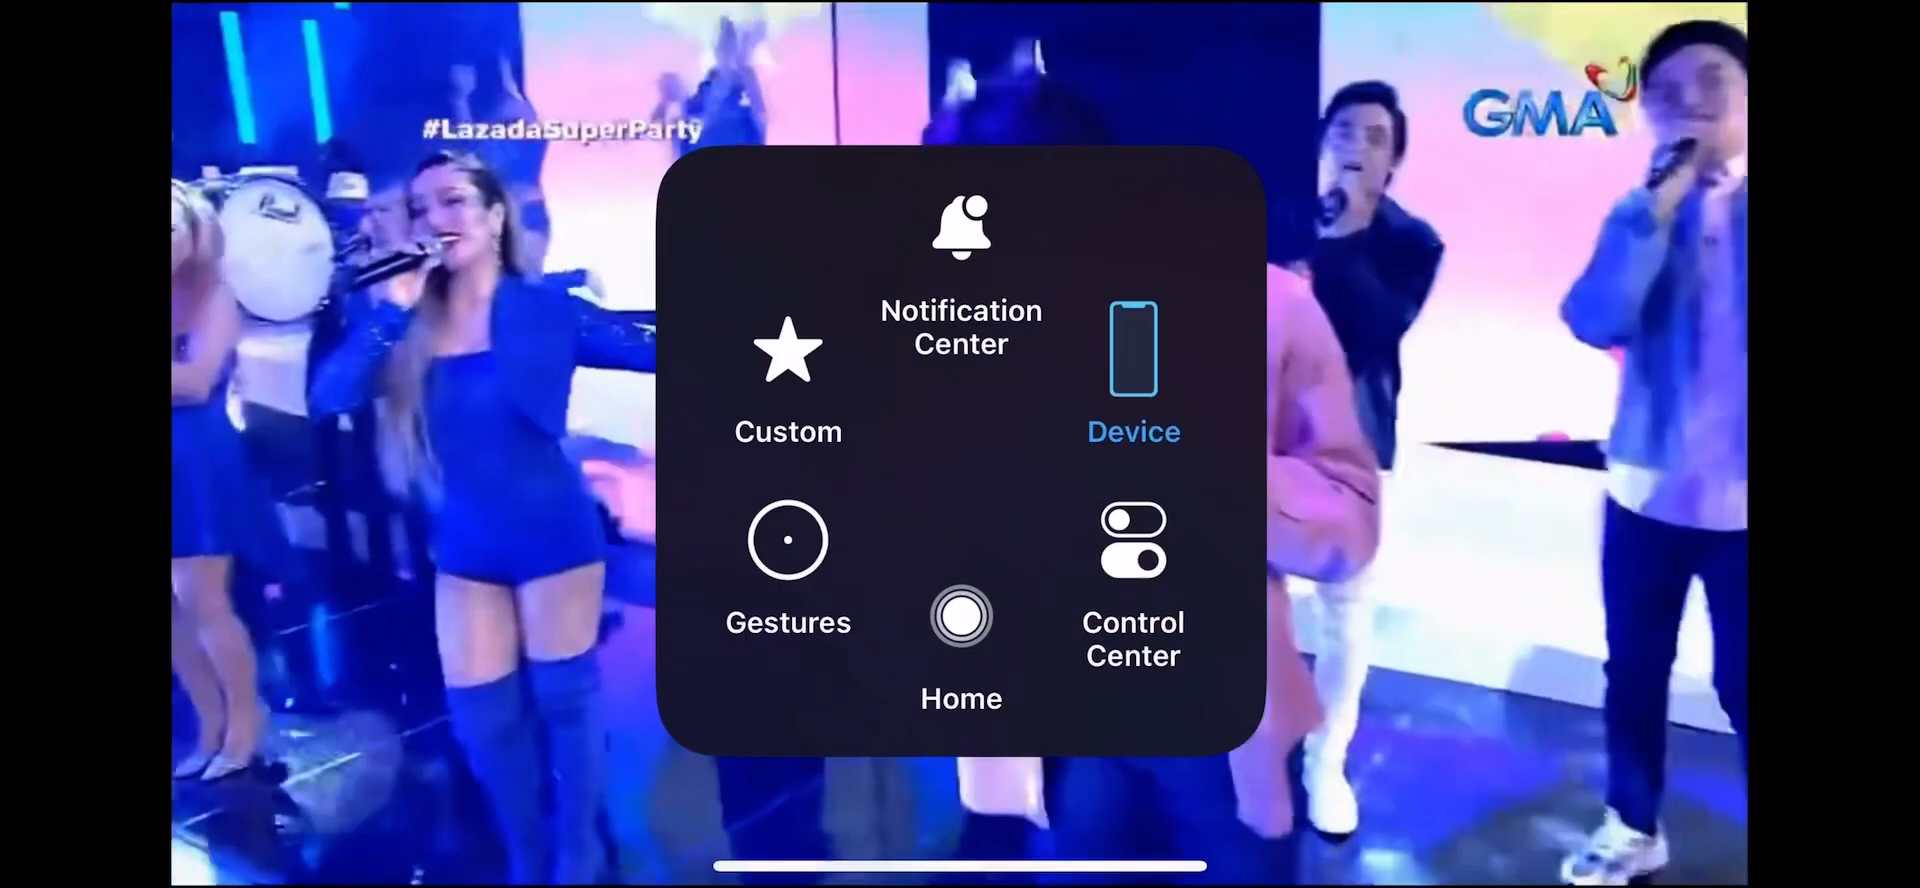 #LazadaSuperParty
GMA
Notification
Center
Custom
Device
Gestures
Control
Center
Home